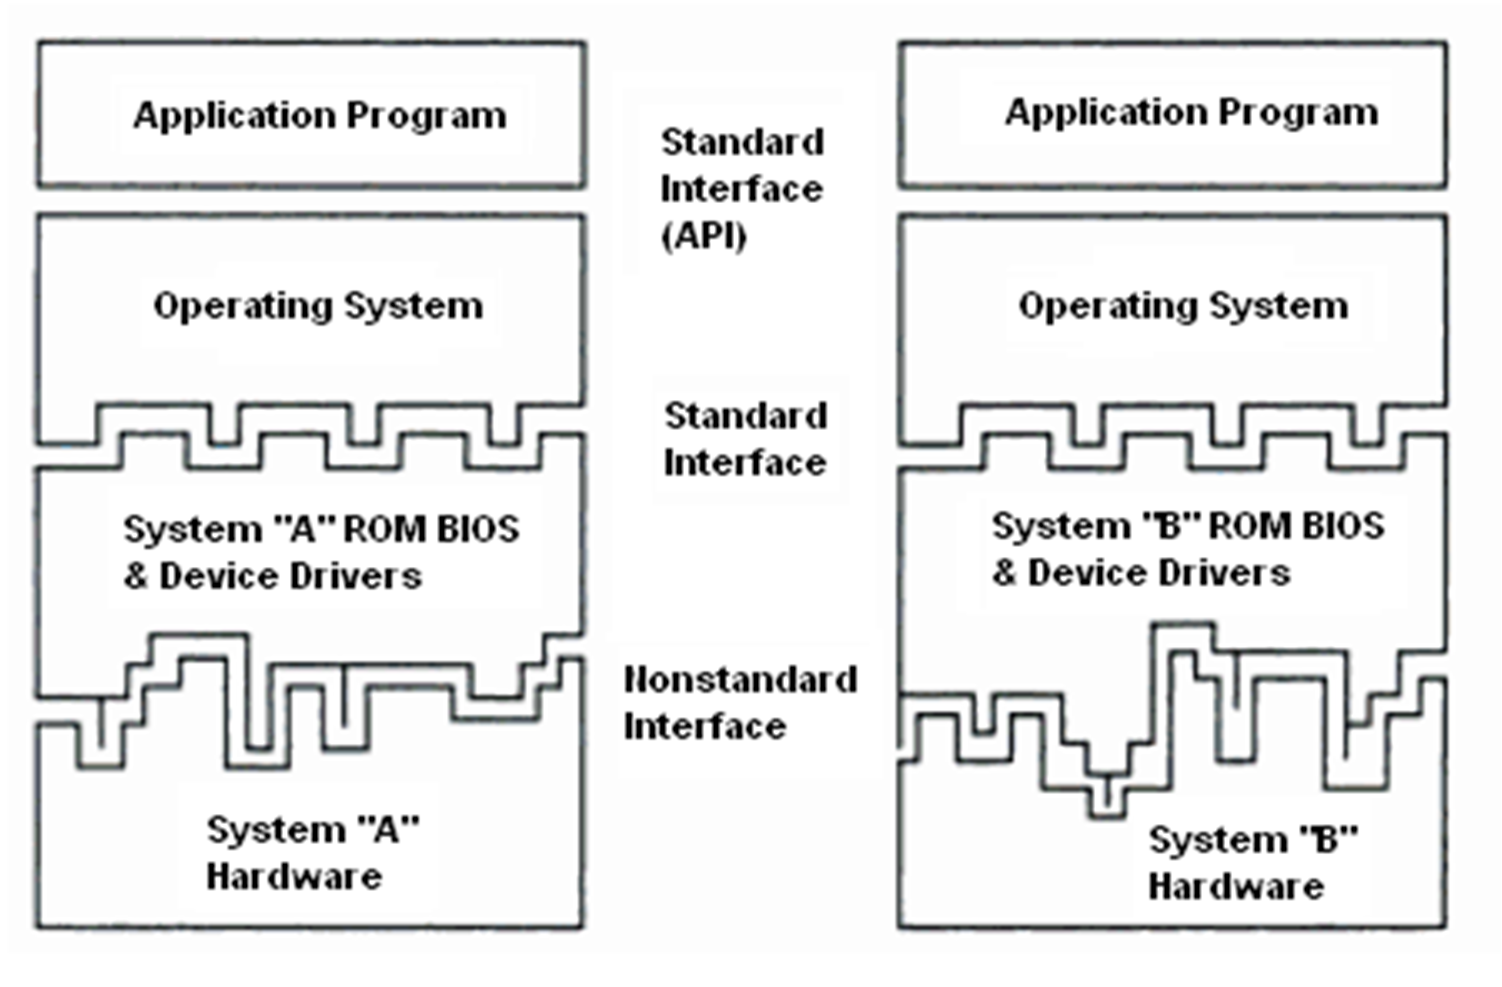 Application Program
Operating System
System "A" ROM BIOS
& Device Drivers
System "A"
Hardware
Standard
Interface
(API)
Standard
Interface
Nonstandard
Interface
Application Program
Operating System
System "B" ROM BIOS
& Device Drivers
System "B"
Hardware